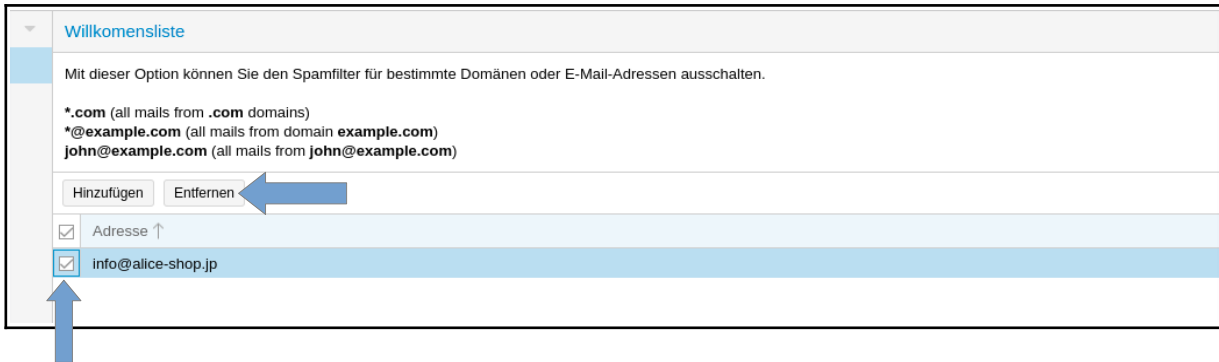 Willkomensliste
Mit dieser Option können Sie den Spamfilter für bestimmte Domänen oder E-Mail-Adressen ausschalten.
*.com (all mails from .com domains)
*@example.com (all mails from domain example.com)
john@example.com (all mails from john@example.com)
Hinzufügen Entfernen
Adresse ↑
info@alice-shop.jp